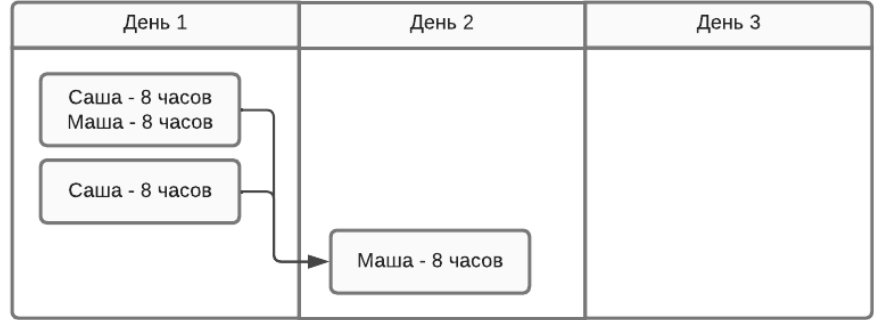 День 1
День 2
День 3
Саша - 8 часов
Маша - 8 часов
Саша - 8 часов
Маша - 8 часов